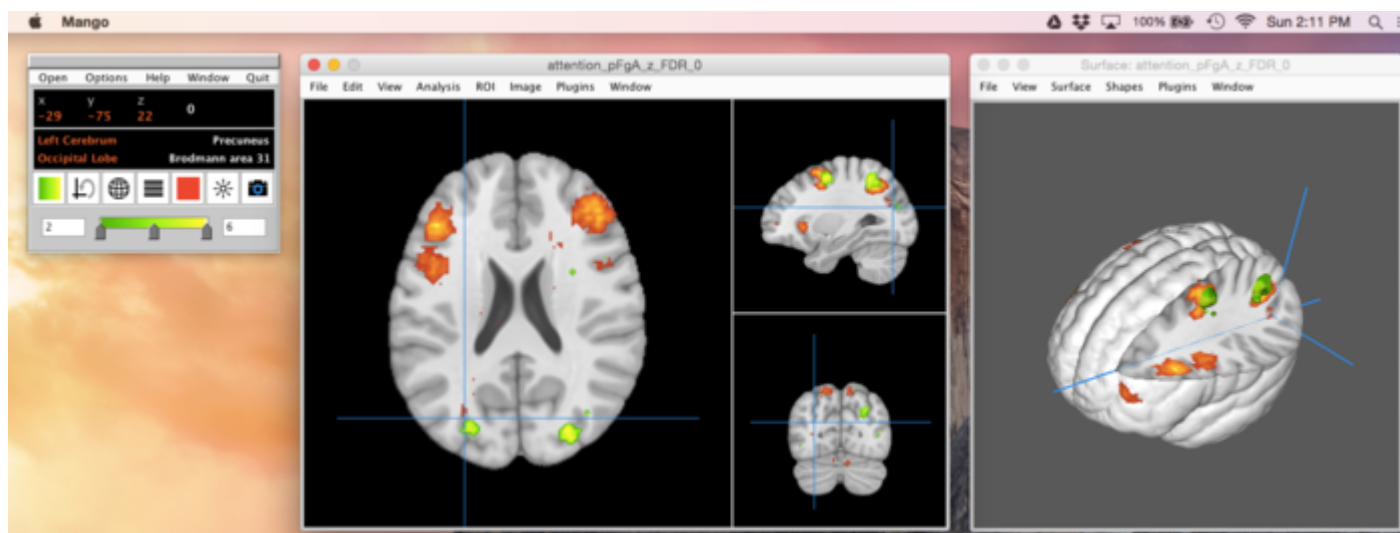 Mango 100% Sun 2:11 PM
Open Options Help Window Quit
x y z
-29 -75 22 0
Left Cerebrum Precuneus
Occipital Lobe Brodmann area 31
2 6
attention_pFgA_z_FDR_0
File Edit View Analysis ROI Image Plugins Window
Surface: attention_pFgA_z_FDR_0
File View Surface Shapes Plugins Window